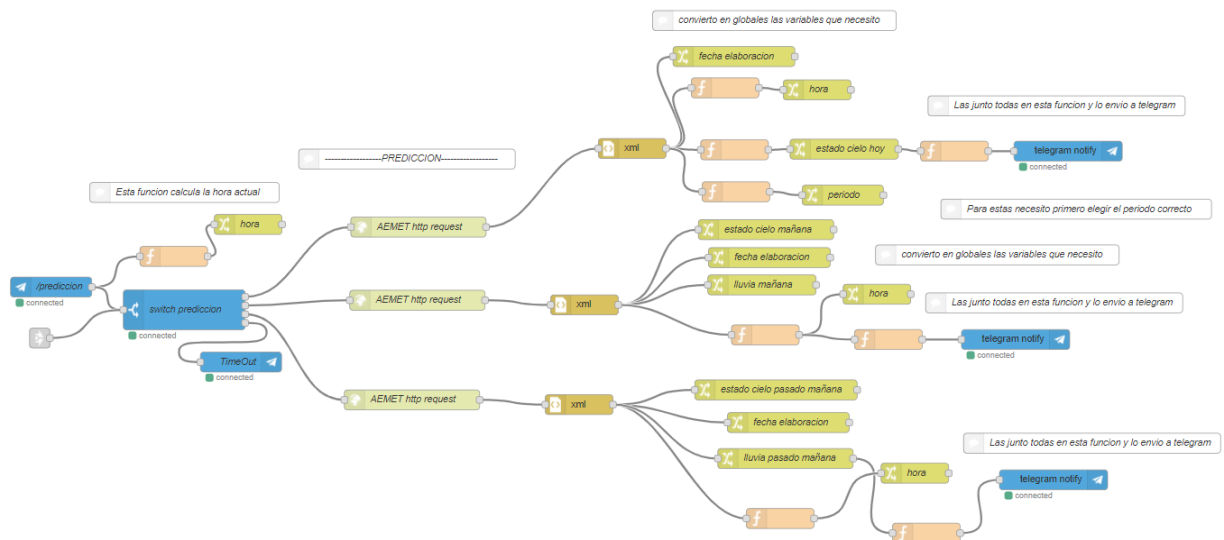 convierto en globales las variables que necesito
fecha elaboracion
hora
Las junto todas en esta funcion y lo envio a telegram
------------------PREDICCION------------------
xml
estado cielo hoy
telegram notify
connected
Esta funcion calcula la hora actual
periodo
hora
AEMET http request
Para estas necesito primero elegir el periodo correcto
estado cielo mañana
fecha elaboracion
convierto en globales las variables que necesito
/prediccion
connected
lluvia mañana
hora
AEMET http request
xml
Las junto todas en esta funcion y lo envio a telegram
switch prediccion
connected
telegram notify
connected
TimeOut
connected
AEMET http request
xml
estado cielo pasado mañana
fecha elaboracion
Las junto todas en esta funcion y lo envio a telegram
lluvia pasado mañana
hora
telegram notify
connected